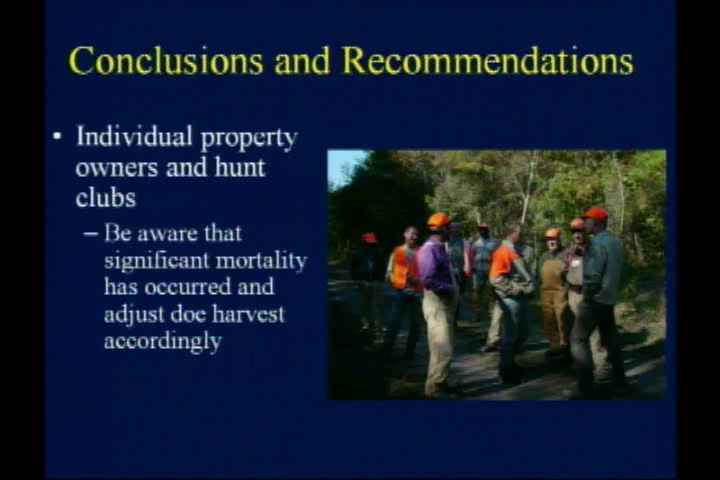 Conclusions and Recommendations
• Individual property
owners and hunt
clubs
– Be aware that
significant mortality
has occurred and
adjust doe harvest
accordingly